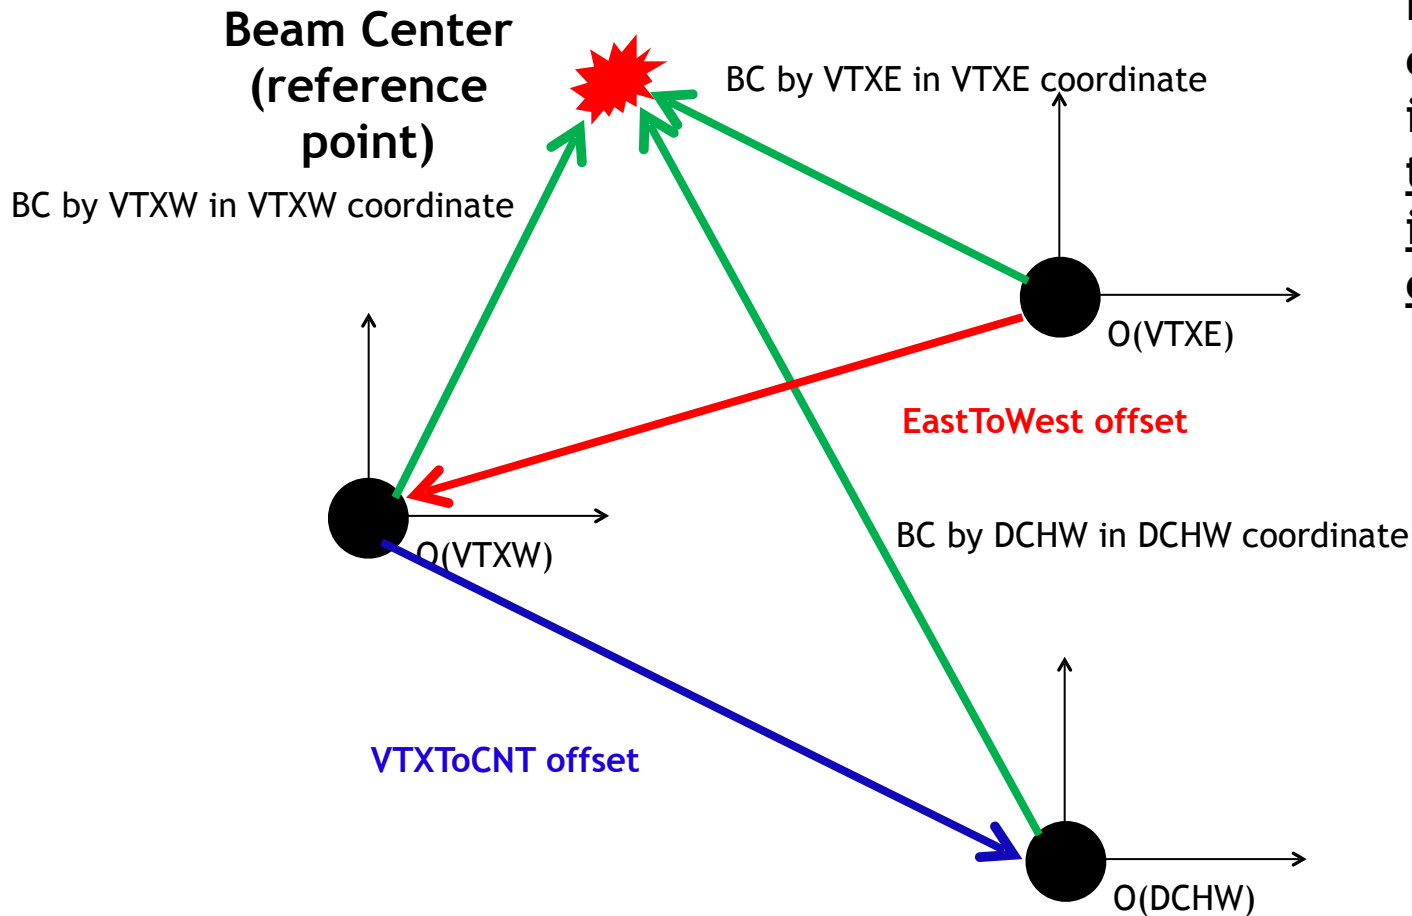 Beam Center
(reference
point)
BC by VTXE in VTXE coordinate
BC by VTXW in VTXW coordinate
O(VTXE)
EastToWest offset
BC by DCHW in DCHW coordinate
O(VTXW)
VTXToCNT offset
O(DCHW)